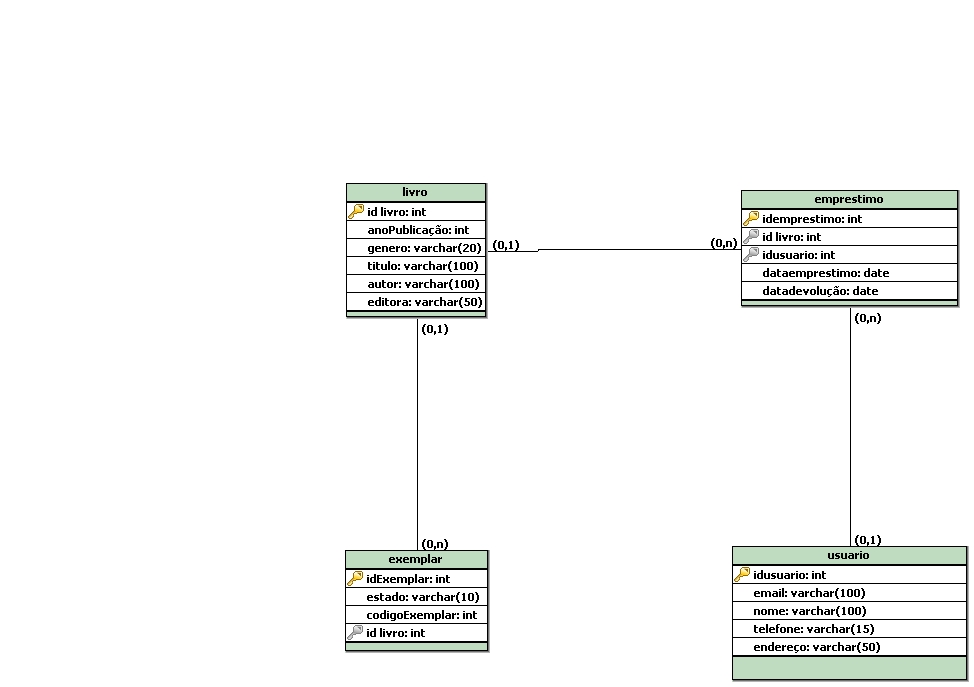 livro
id livro: int
anoPublicação: int
genero: varchar(20)
titulo: varchar(100)
autor: varchar(100)
editora: varchar(50)
(0,1)
(0,n)
emprestimo
idemprestimo: int
id livro: int
idusuario: int
dataemprestimo: date
datadevolução: date
(0,1)
(0,n)
(0,n)
exemplar
idExemplar: int
estado: varchar(10)
codigoExemplar: int
id livro: int
(0,1)
usuario
idusuario: int
email: varchar(100)
nome: varchar(100)
telefone: varchar(15)
endereço: varchar(50)